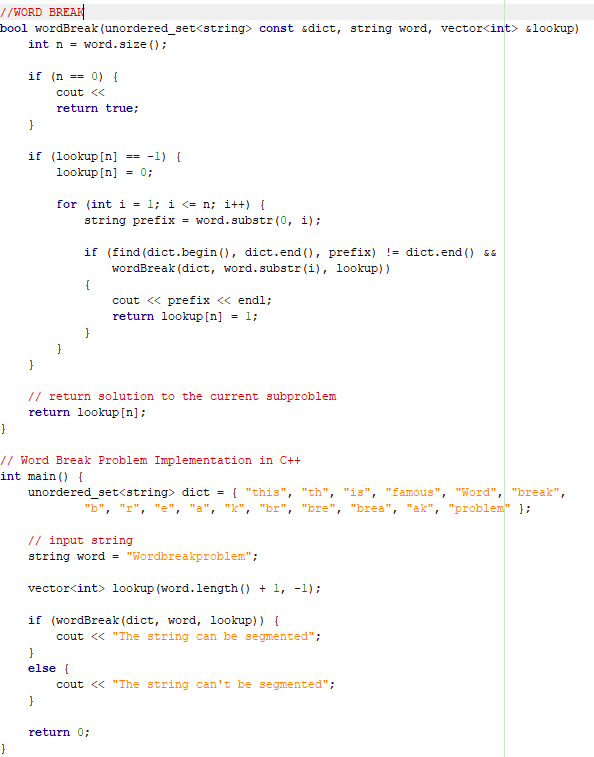 //WORD BREAK
bool wordBreak(unordered_set<string> const &dict, string word, vector<int> &lookup)
    int n = word.size();

    if (n == 0) {
        cout <<
        return true;
    }

    if (lookup[n] == -1) {
        lookup[n] = 0;

        for (int i = 1; i <= n; i++) {
            string prefix = word.substr(0, i);

            if (find(dict.begin(), dict.end(), prefix) != dict.end() &&
                wordBreak(dict, word.substr(i), lookup))
            {
                cout << prefix << endl;
                return lookup[n] = 1;
            }
        }
    }

    // return solution to the current subproblem
    return lookup[n];
}

// Word Break Problem Implementation in C++
int main() {
    unordered_set<string> dict = { "this", "th", "is", "famous", "Word", "break",
            "b", "r", "e", "a", "k", "br", "bre", "brea", "ak", "problem" };

    // input string
    string word = "Wordbreakproblem";

    vector<int> lookup(word.length() + 1, -1);

    if (wordBreak(dict, word, lookup)) {
        cout << "The string can be segmented";
    }
    else {
        cout << "The string can't be segmented";
    }

    return 0;
}